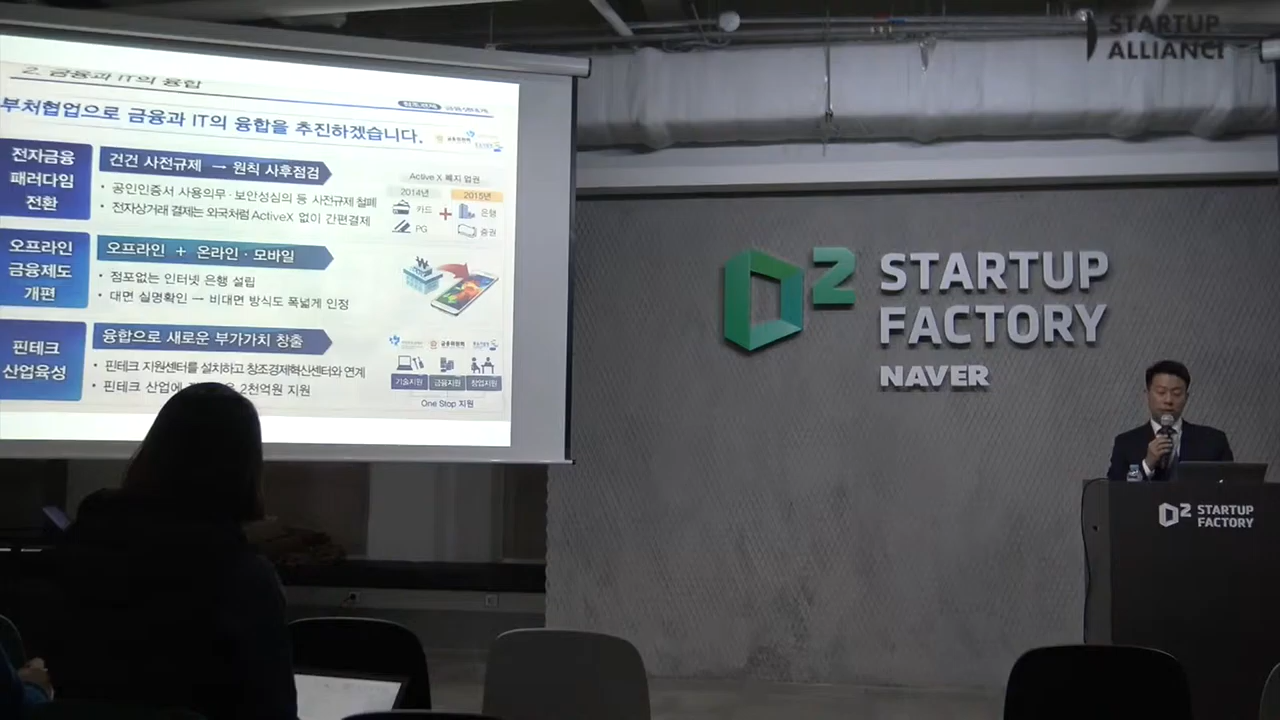 STARTUP
ALLIANCE
2. 금융과 IT의 융합
부처협업으로 금융과 IT의 융합을 추진하겠습니다.
금융위원회
전자금융
패러다임
전환
건건 사전규제 → 원칙 사후점검
• 공인인증서 사용의무 · 보안성심의 등 사전규제 철폐
• 전자상거래 결제는 외국처럼 ActiveX 없이 간편결제
Active X 폐지 업권
2014년
2015년
카드
+
은행
PG
증권
오프라인
금융제도
개편
오프라인 + 온라인 · 모바일
• 점포없는 인터넷 은행 설립
• 대면 실명확인 → 비대면 방식도 폭넓게 인정
₩
핀테크
산업육성
융합으로 새로운 부가가치 창출
• 핀테크 지원센터를 설치하고 창조경제혁신센터와 연계
• 핀테크 산업에 2천억원 지원
금융위원회
기술지원
금융지원
창업지원
One Stop 지원
D2 STARTUP
FACTORY
NAVER
D2 STARTUP
FACTORY